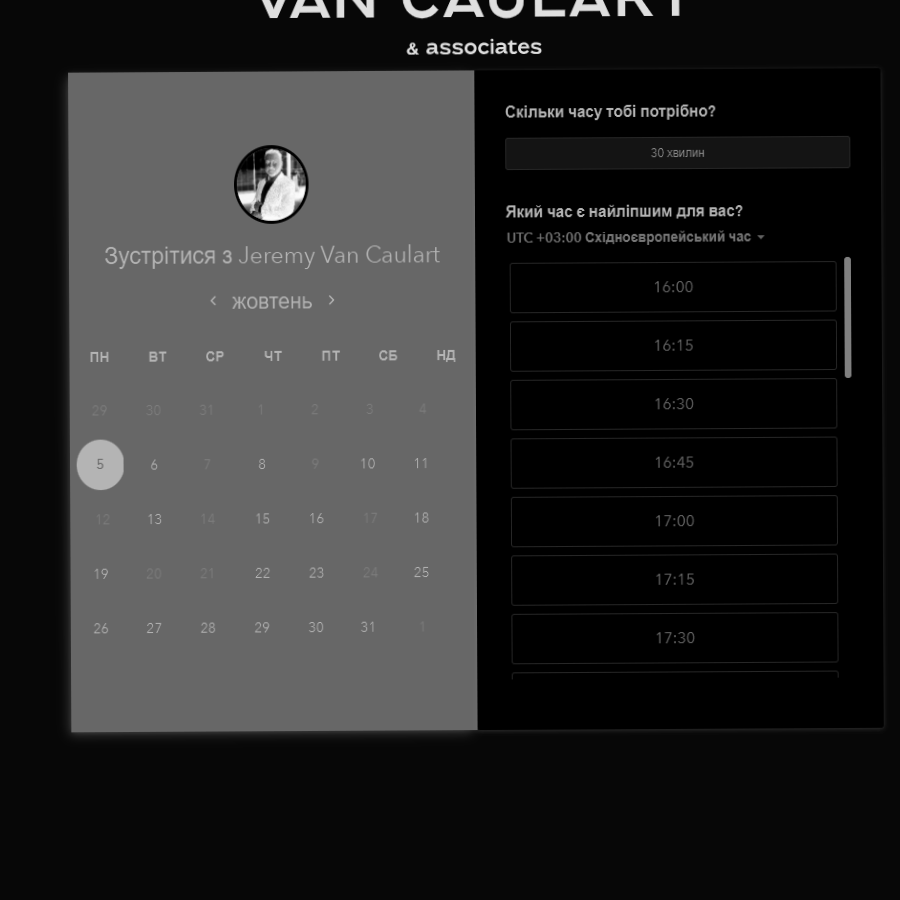 VAN CAULART
& associates
Зустрітися з Jeremy Van Caulart
жовтень
ПН ВТ СР ЧТ ПТ СБ НД
29 30 31 1 2 3 4
5 6 7 8 9 10 11
12 13 14 15 16 17 18
19 20 21 22 23 24 25
26 27 28 29 30 31 1
Скільки часу тобі потрібно?
30 хвилин
Який час є найліпшим для вас?
UTC +03:00 Східноєвропейський час
16:00
16:15
16:30
16:45
17:00
17:15
17:30